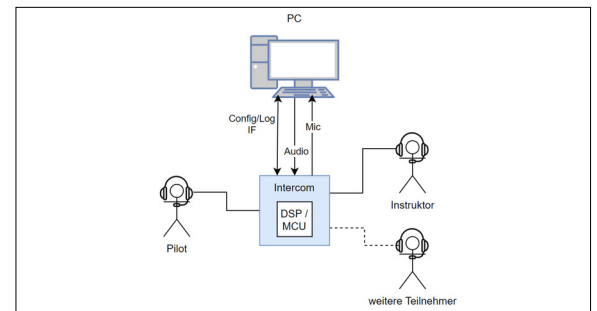 PC
Config/Log
IF
Mic
Audio
Intercom
DSP /
MCU
Pilot
Instruktor
weitere Teilnehmer